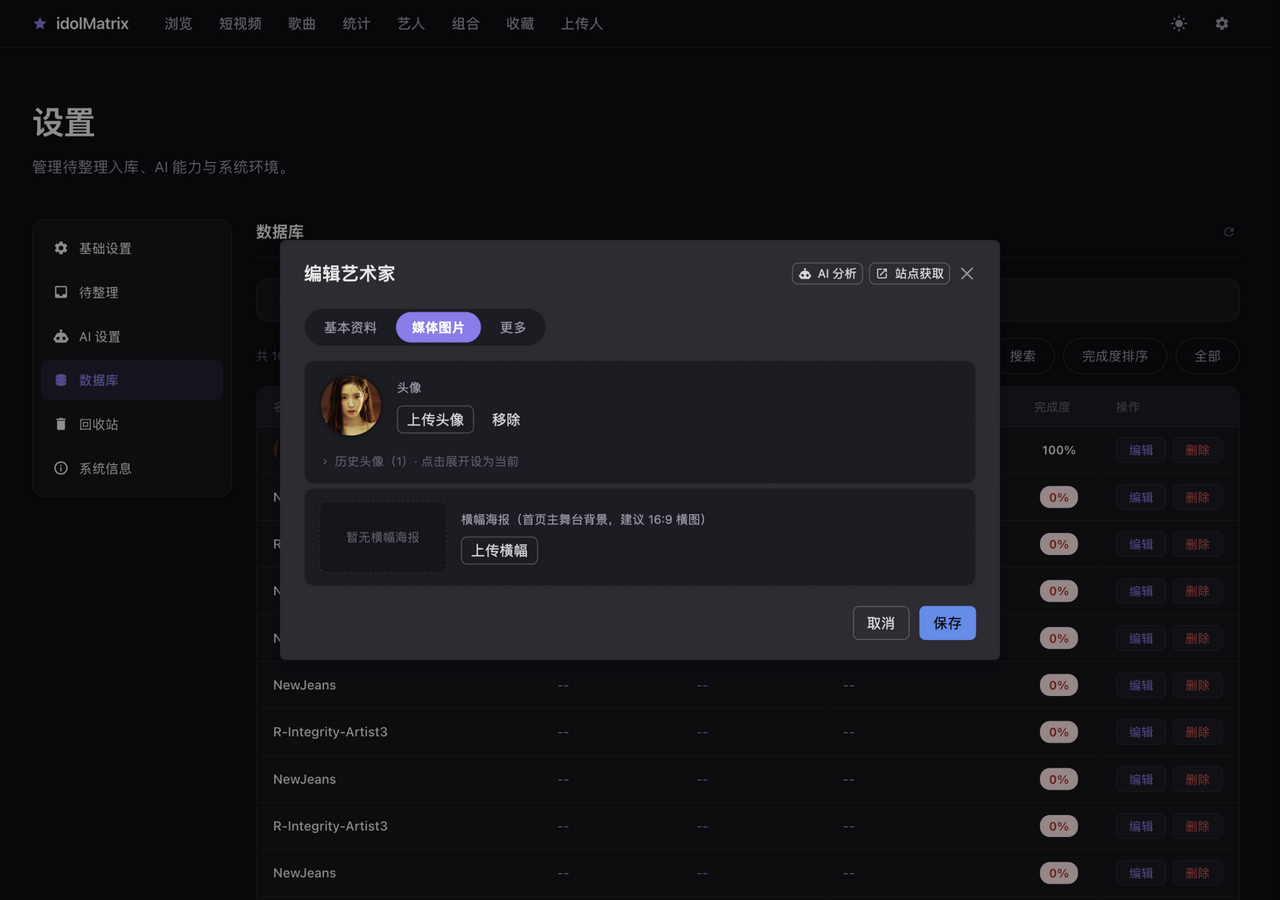 idolMatrix 浏览 短视频 歌曲 统计 艺人 组合 收藏 上传人
设置
管理待整理入库、AI 能力与系统环境。
基础设置
待整理
AI 设置
数据库
回收站
系统信息
数据库
编辑艺术家
AI 分析 站点获取
基本资料 媒体图片 更多
头像
上传头像 移除
历史头像（1）· 点击展开设为当前
暂无横幅海报
横幅海报（首页主舞台背景，建议 16:9 横图）
上传横幅
取消 保存
共
搜索 完成度排序 全部
完成度 操作
100% 编辑 删除
0% 编辑 删除
0% 编辑 删除
0% 编辑 删除
0% 编辑 删除
NewJeans -- -- -- 0% 编辑 删除
R-Integrity-Artist3 -- -- -- 0% 编辑 删除
NewJeans -- -- -- 0% 编辑 删除
R-Integrity-Artist3 -- -- -- 0% 编辑 删除
NewJeans -- -- -- 0% 编辑 删除